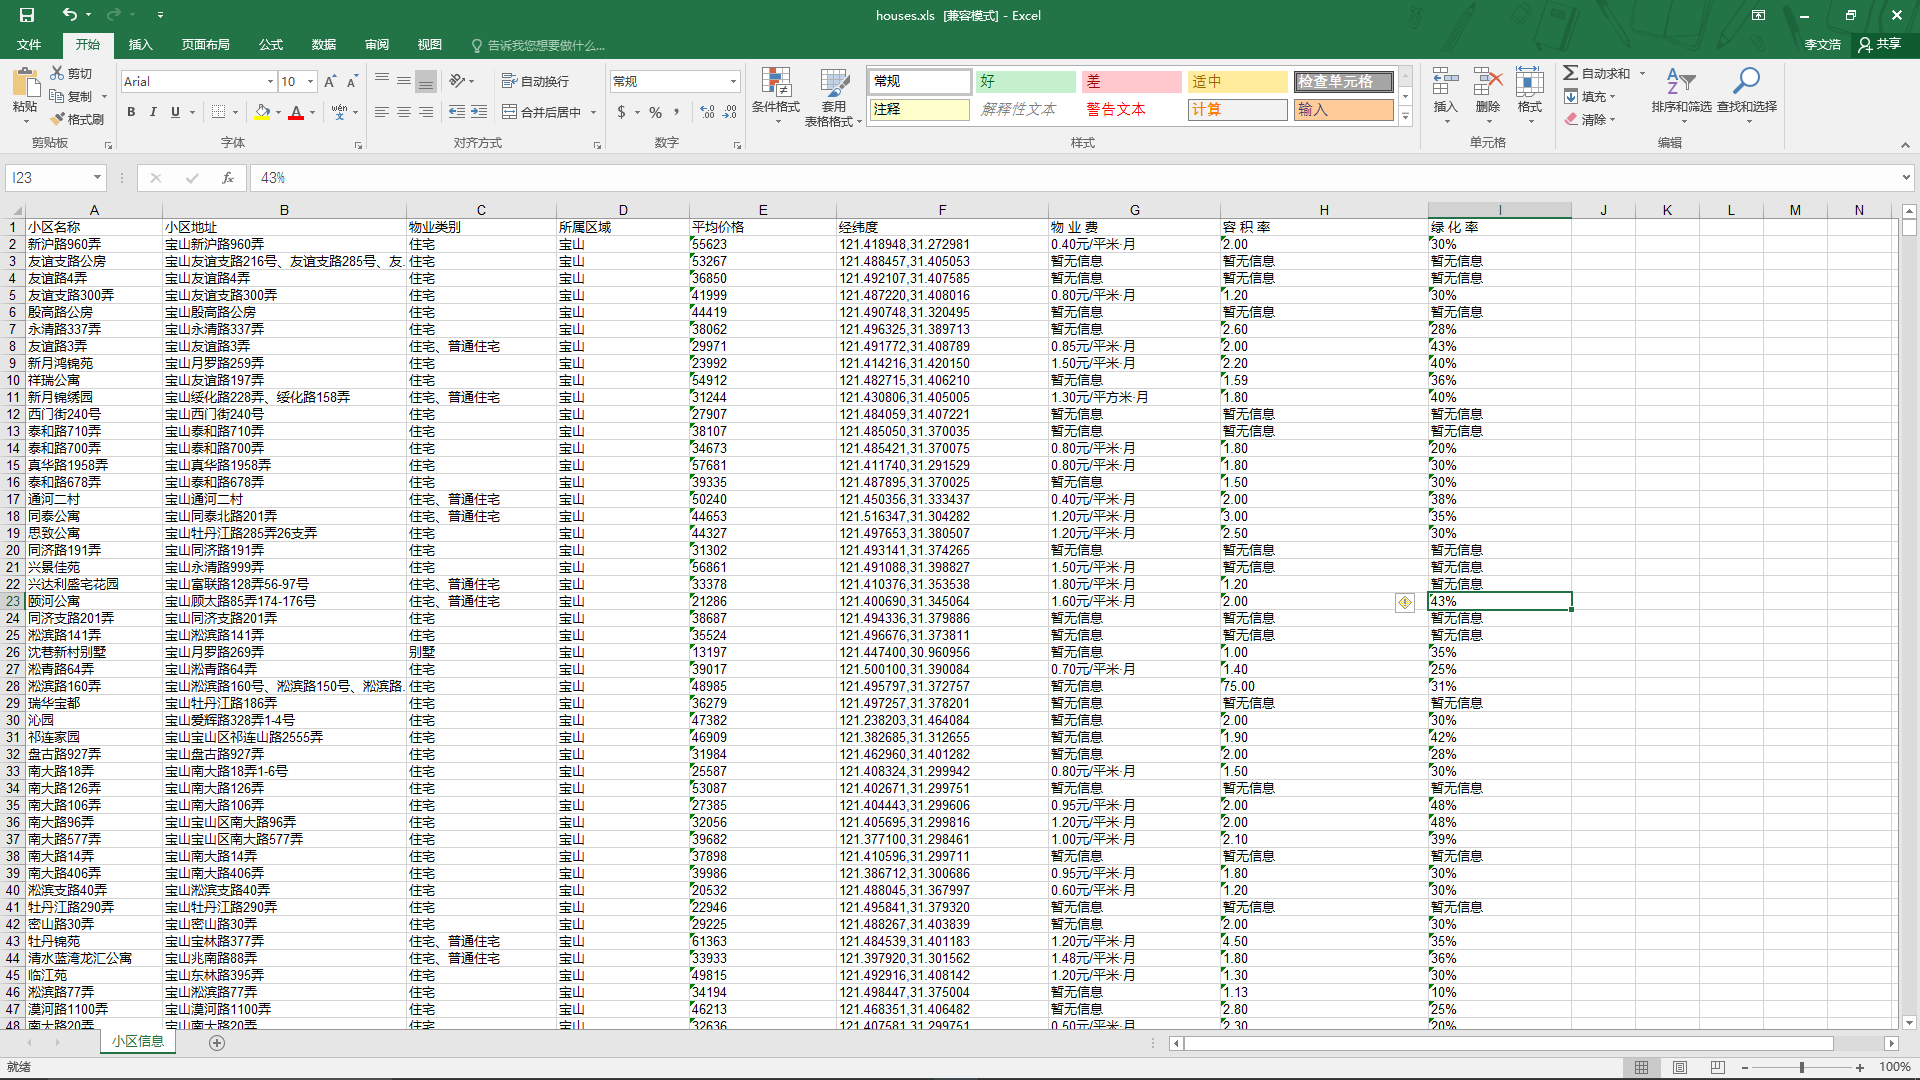 houses.xls [兼容模式] - Excel
文件 开始 插入 页面布局 公式 数据 审阅 视图 告诉我您想要做什么... 李文浩 共享
粘贴 剪切 复制 格式刷 Arial 10 自动换行 合并后居中 常规 条件格式 套用表格格式 常规 好 差 适中 检查单元格 插入 删除 格式 自动求和 填充 清除 排序和筛选 查找和选择
注释 解释性文本 警告文本 计算 输入
剪贴板 字体 对齐方式 数字 样式 单元格 编辑
I23 43%
A B C D E F G H I J K L M N
1 小区名称 小区地址 物业类别 所属区域 平均价格 经纬度 物 业 费 容 积 率 绿 化 率
2 新沪路960弄 宝山新沪路960弄 住宅 宝山 55623 121.418948,31.272981 0.40元/平米·月 2.00 30%
3 友谊支路公房 宝山友谊支路216号、友谊支路285号、友. 住宅 宝山 53267 121.488457,31.405053 暂无信息 暂无信息 暂无信息
4 友谊路4弄 宝山友谊路4弄 住宅 宝山 36850 121.492107,31.407585 暂无信息 暂无信息 暂无信息
5 友谊支路300弄 宝山友谊支路300弄 住宅 宝山 41999 121.487220,31.408016 0.80元/平米·月 1.20 30%
6 殷高路公房 宝山殷高路公房 住宅 宝山 44419 121.490748,31.320495 暂无信息 暂无信息 暂无信息
7 永清路337弄 宝山永清路337弄 住宅 宝山 38062 121.496325,31.389713 暂无信息 2.60 28%
8 友谊路3弄 宝山友谊路3弄 住宅、普通住宅 宝山 29971 121.491772,31.408789 0.85元/平米·月 2.00 43%
9 新月鸿锦苑 宝山月罗路259弄 住宅 宝山 23992 121.414216,31.420150 1.50元/平米·月 2.20 40%
10 祥瑞公寓 宝山友谊路197弄 住宅 宝山 54912 121.482715,31.406210 暂无信息 1.59 36%
11 新月锦绣园 宝山绥化路228弄、绥化路158弄 住宅、普通住宅 宝山 31244 121.430806,31.405005 1.30元/平方米·月 1.80 40%
12 西门街240号 宝山西门街240号 住宅 宝山 27907 121.484059,31.407221 暂无信息 暂无信息 暂无信息
13 泰和路710弄 宝山泰和路710弄 住宅 宝山 38107 121.485050,31.370035 暂无信息 暂无信息 暂无信息
14 泰和路700弄 宝山泰和路700弄 住宅 宝山 34673 121.485421,31.370075 0.80元/平米·月 1.80 20%
15 真华路1958弄 宝山真华路1958弄 住宅 宝山 57681 121.411740,31.291529 0.80元/平米·月 1.80 30%
16 泰和路678弄 宝山泰和路678弄 住宅 宝山 39335 121.487895,31.370025 暂无信息 1.50 30%
17 通河二村 宝山通河二村 住宅、普通住宅 宝山 50240 121.450356,31.333437 0.40元/平米·月 2.00 38%
18 同泰公寓 宝山同泰北路201弄 住宅、普通住宅 宝山 44653 121.516347,31.304282 1.20元/平米·月 3.00 35%
19 思致公寓 宝山牡丹江路285弄26支弄 住宅 宝山 44327 121.497653,31.380507 1.20元/平米·月 2.50 30%
20 同济路191弄 宝山同济路191弄 住宅 宝山 31302 121.493141,31.374265 暂无信息 暂无信息 暂无信息
21 兴景佳苑 宝山永清路999弄 住宅 宝山 56861 121.491088,31.398827 1.50元/平米·月 暂无信息 暂无信息
22 兴达利盛宅花园 宝山富联路128弄56-97号 住宅、普通住宅 宝山 33378 121.410376,31.353538 1.80元/平米·月 1.20 暂无信息
23 颐河公寓 宝山顾太路85弄174-176号 住宅、普通住宅 宝山 21286 121.400690,31.345064 1.60元/平米·月 2.00 43%
24 同济支路201弄 宝山同济支路201弄 住宅 宝山 38687 121.494336,31.379886 暂无信息 暂无信息 暂无信息
25 淞滨路141弄 宝山淞滨路141弄 住宅 宝山 35524 121.496676,31.373811 暂无信息 暂无信息 暂无信息
26 沈巷新村别墅 宝山月罗路269弄 别墅 宝山 13197 121.447400,30.960956 暂无信息 1.00 35%
27 淞青路64弄 宝山淞青路64弄 住宅 宝山 39017 121.500100,31.390084 0.70元/平米·月 1.40 25%
28 淞滨路160弄 宝山淞滨路160号、淞滨路150号、淞滨路. 住宅 宝山 48985 121.495797,31.372757 暂无信息 75.00 31%
29 瑞华宝都 宝山牡丹江路186弄 住宅 宝山 36279 121.497257,31.378201 暂无信息 暂无信息 暂无信息
30 沁园 宝山爱辉路328弄1-4号 住宅 宝山 47382 121.238203,31.464084 暂无信息 2.00 30%
31 祁连家园 宝山宝山区祁连山路2555弄 住宅 宝山 46909 121.382685,31.312655 暂无信息 1.90 42%
32 盘古路927弄 宝山盘古路927弄 住宅 宝山 31984 121.462960,31.401282 暂无信息 2.00 28%
33 南大路18弄 宝山南大路18弄1-6号 住宅 宝山 25587 121.408324,31.299942 0.80元/平米·月 1.50 30%
34 南大路126弄 宝山南大路126弄 住宅 宝山 53087 121.402671,31.299751 暂无信息 暂无信息 暂无信息
35 南大路106弄 宝山南大路106弄 住宅 宝山 27385 121.404443,31.299606 0.95元/平米·月 2.00 48%
36 南大路96弄 宝山宝山区南大路96弄 住宅 宝山 32056 121.405695,31.299816 1.20元/平米·月 2.00 48%
37 南大路577弄 宝山宝山区南大路577弄 住宅 宝山 39682 121.377100,31.298461 1.00元/平米·月 2.10 39%
38 南大路14弄 宝山南大路14弄 住宅 宝山 37898 121.410596,31.299711 暂无信息 暂无信息 暂无信息
39 南大路406弄 宝山南大路406弄 住宅 宝山 39986 121.386712,31.300686 0.95元/平米·月 1.80 30%
40 淞滨支路40弄 宝山淞滨支路40弄 住宅 宝山 20532 121.488045,31.367997 0.60元/平米·月 1.20 30%
41 牡丹江路290弄 宝山牡丹江路290弄 住宅 宝山 22946 121.495841,31.379320 暂无信息 暂无信息 暂无信息
42 密山路30弄 宝山密山路30弄 住宅 宝山 29225 121.488267,31.403839 暂无信息 2.00 30%
43 牡丹锦苑 宝山宝林路377弄 住宅、普通住宅 宝山 61363 121.484539,31.401183 1.20元/平米·月 4.50 35%
44 清水蓝湾龙汇公寓 宝山兆南路88弄 住宅、普通住宅 宝山 33933 121.397920,31.301562 1.48元/平米·月 1.80 36%
45 临江苑 宝山东林路395弄 住宅 宝山 49815 121.492916,31.408142 1.20元/平米·月 1.30 30%
46 淞滨路77弄 宝山淞滨路77弄 住宅 宝山 34194 121.498447,31.375004 暂无信息 1.13 10%
47 漠河路1100弄 宝山漠河路1100弄 住宅 宝山 46213 121.468351,31.406482 暂无信息 2.80 25%
48 南大路20弄 宝山南大路20弄 住宅 宝山 32636 121.407581,31.299751 0.50元/平米·月 2.30 20%
小区信息
就绪 100%